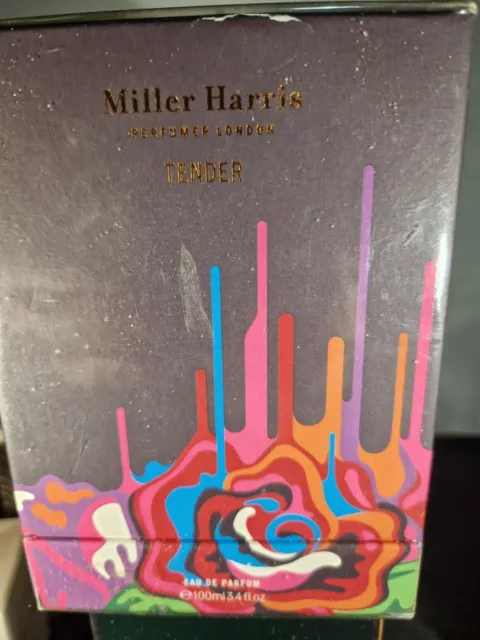 Miller Harris
PERFUMER LONDON
TENDER
EAU DE PARFUM
℮100ml 3.4 fl.oz